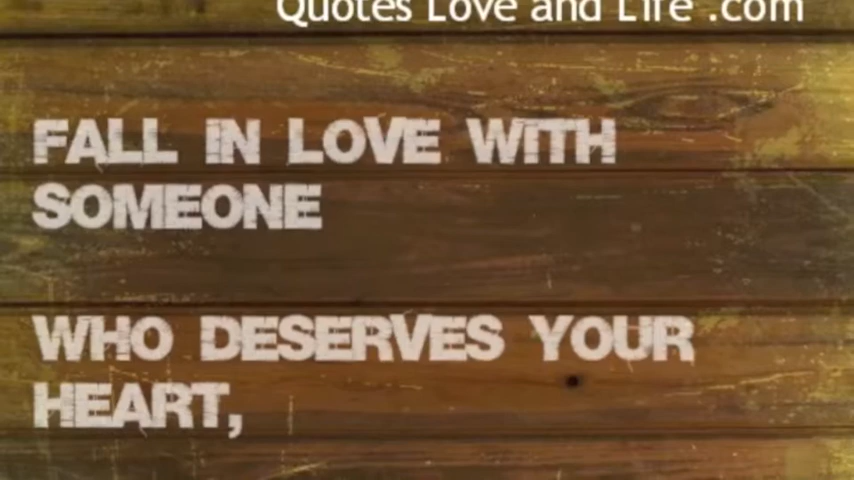 Quotes Love and Life .com
FALL IN LOVE WITH
SOMEONE
WHO DESERVES YOUR
HEART,